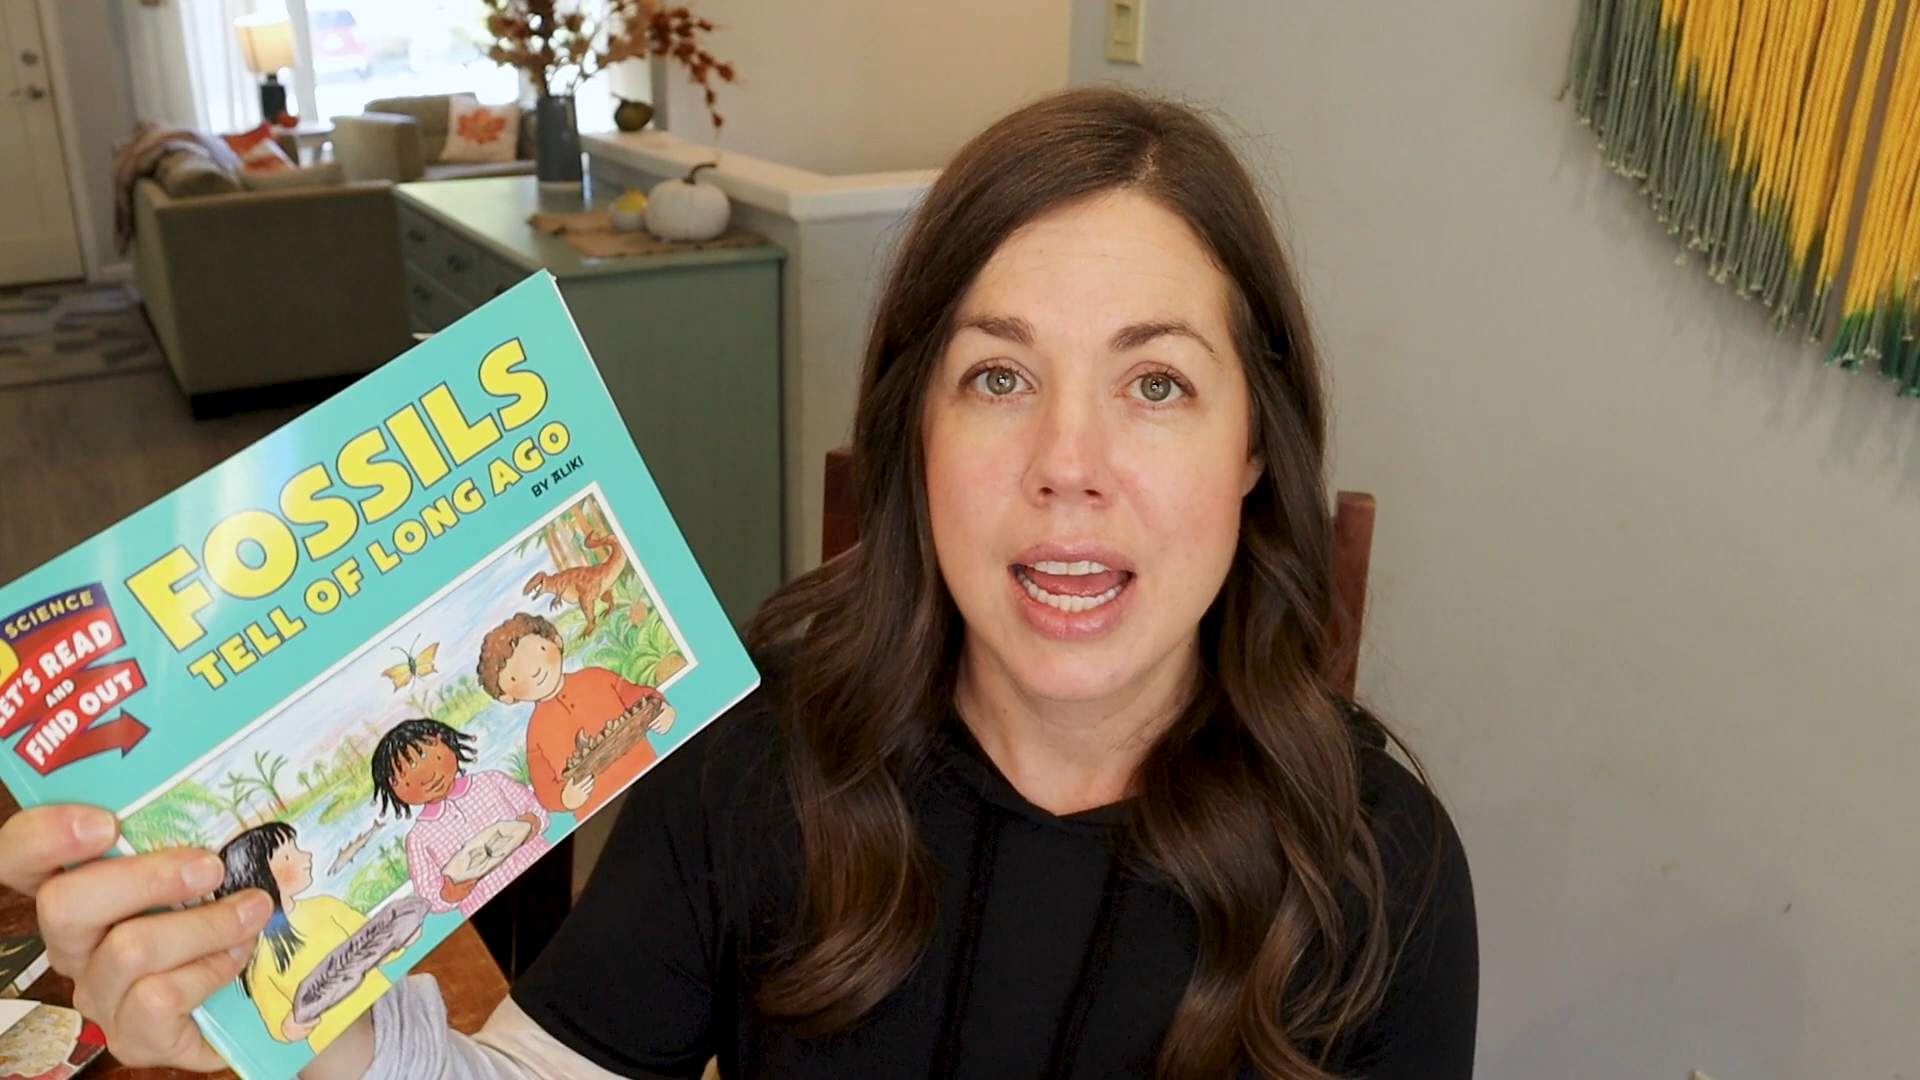 FOSSILS
TELL OF LONG AGO
BY ALIKI
SCIENCE
LET'S READ
AND
FIND OUT